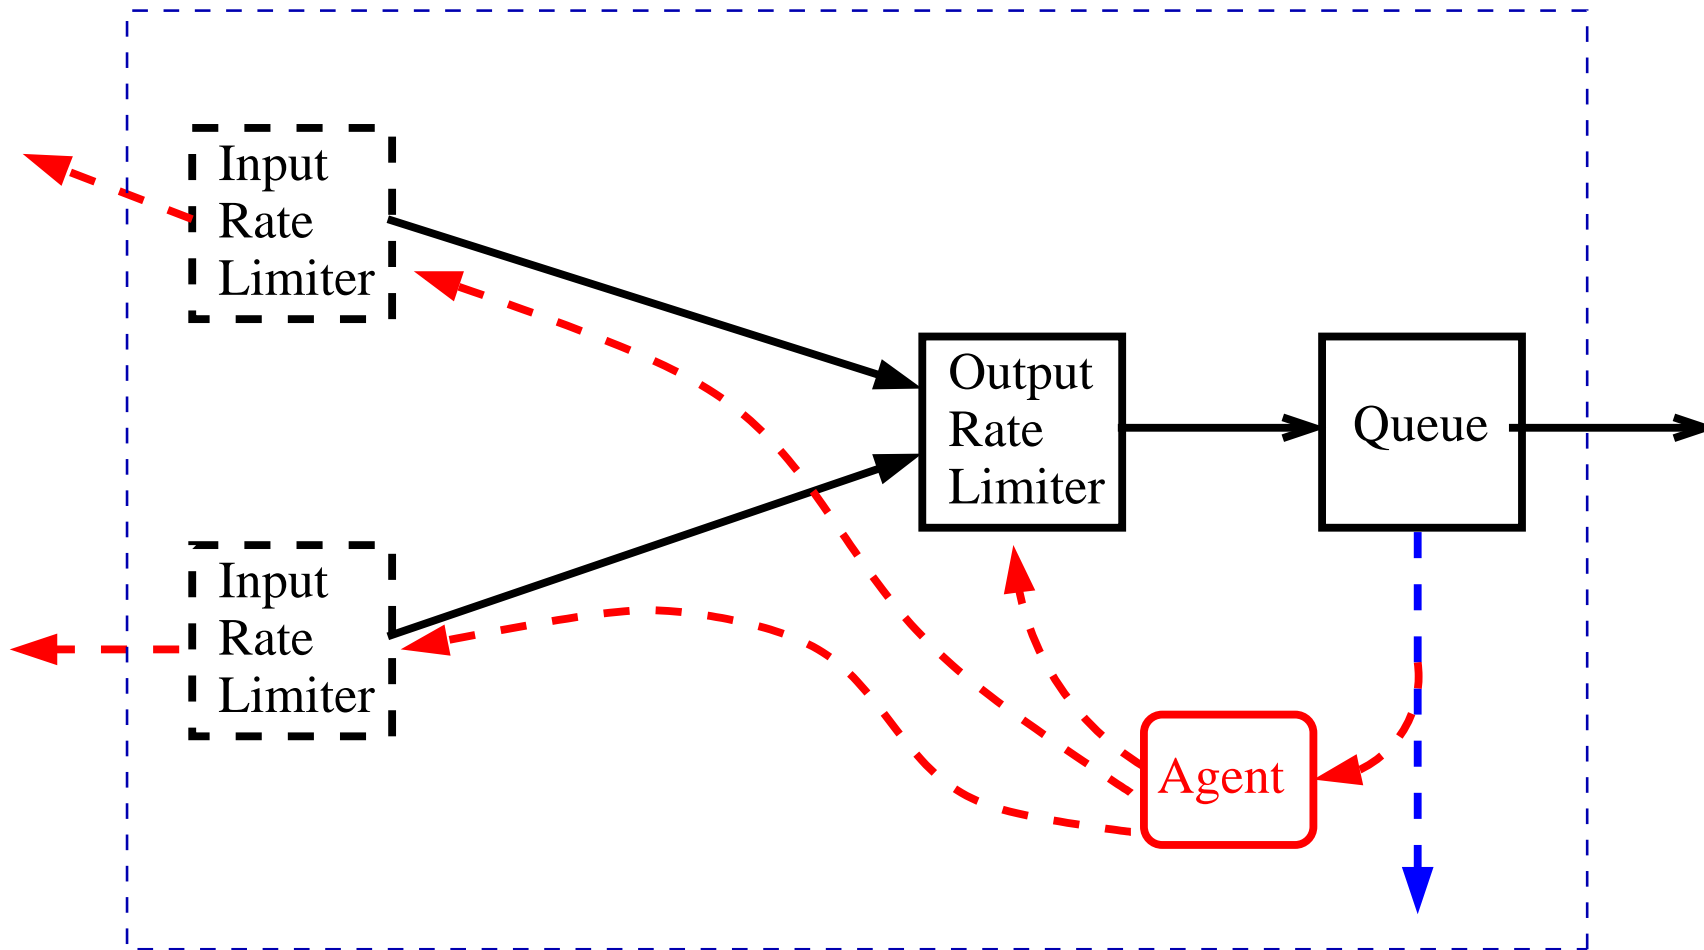 Input
Rate
Limiter
Output
Rate
Limiter
Queue
Input
Rate
Limiter
Agent